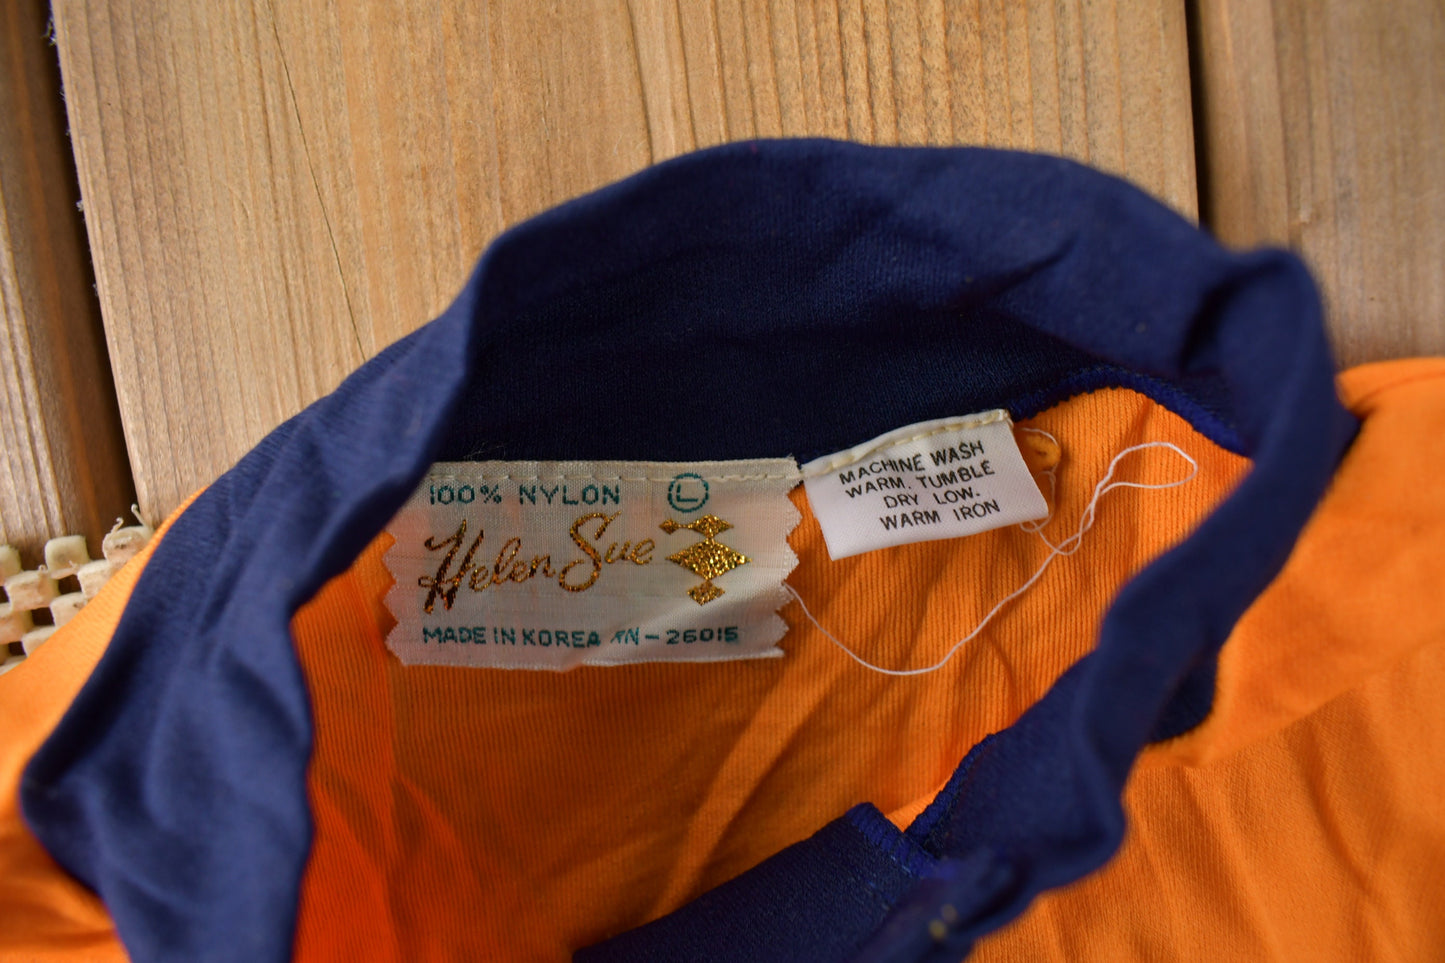 100% NYLON L
Helen Sue
MADE IN KOREA RN-26015
MACHINE WASH
WARM. TUMBLE
DRY LOW.
WARM IRON